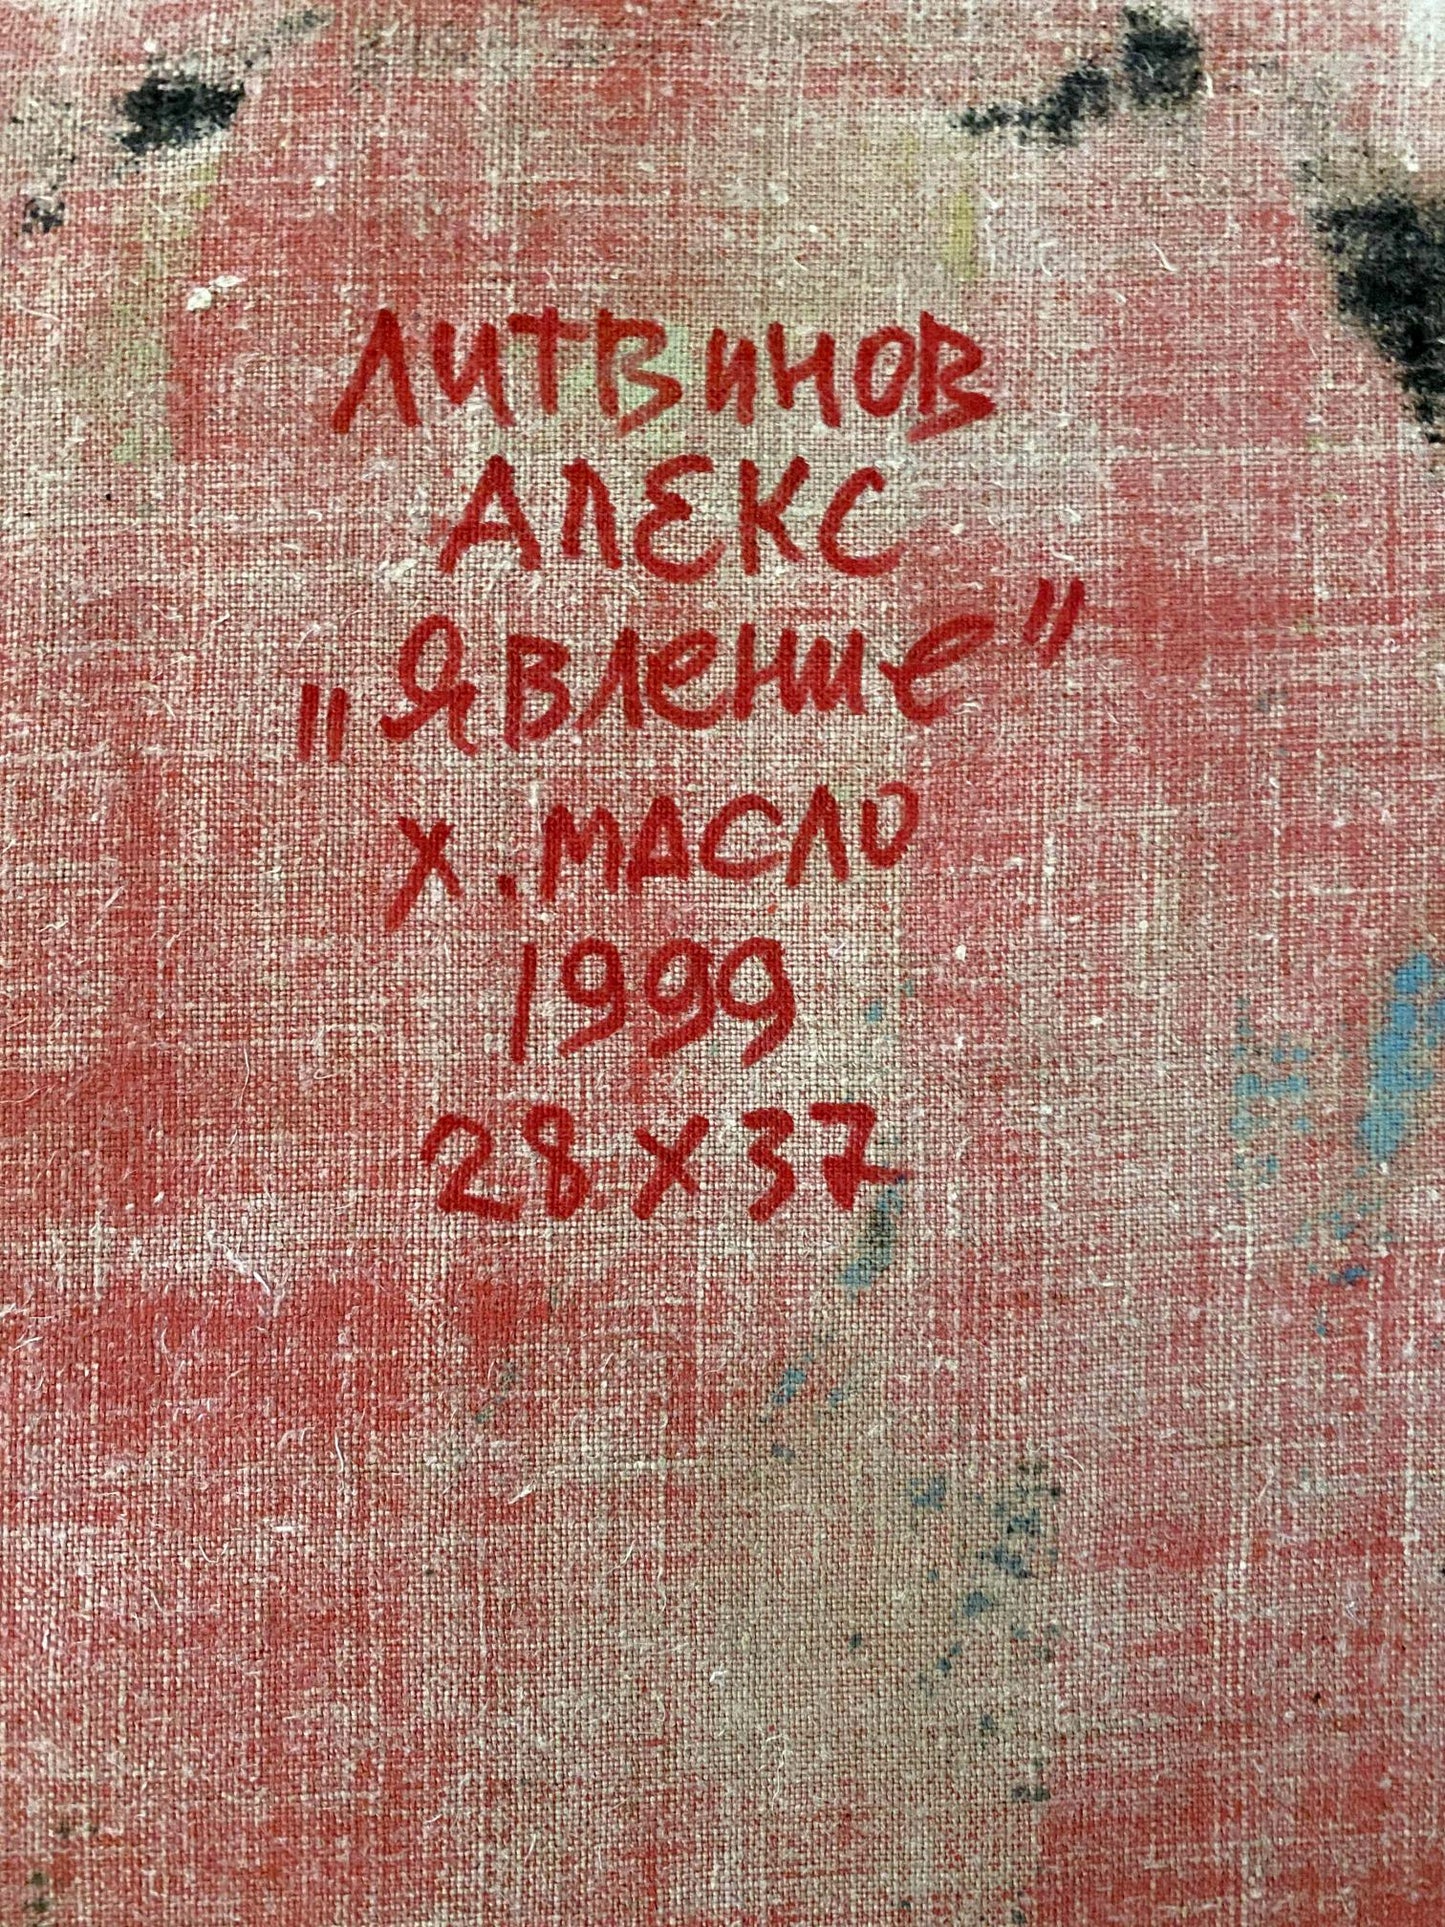 ЛИТВИНОВ
АЛЕКС
„Явление"
Х. МАСЛО
1999
28 х 37